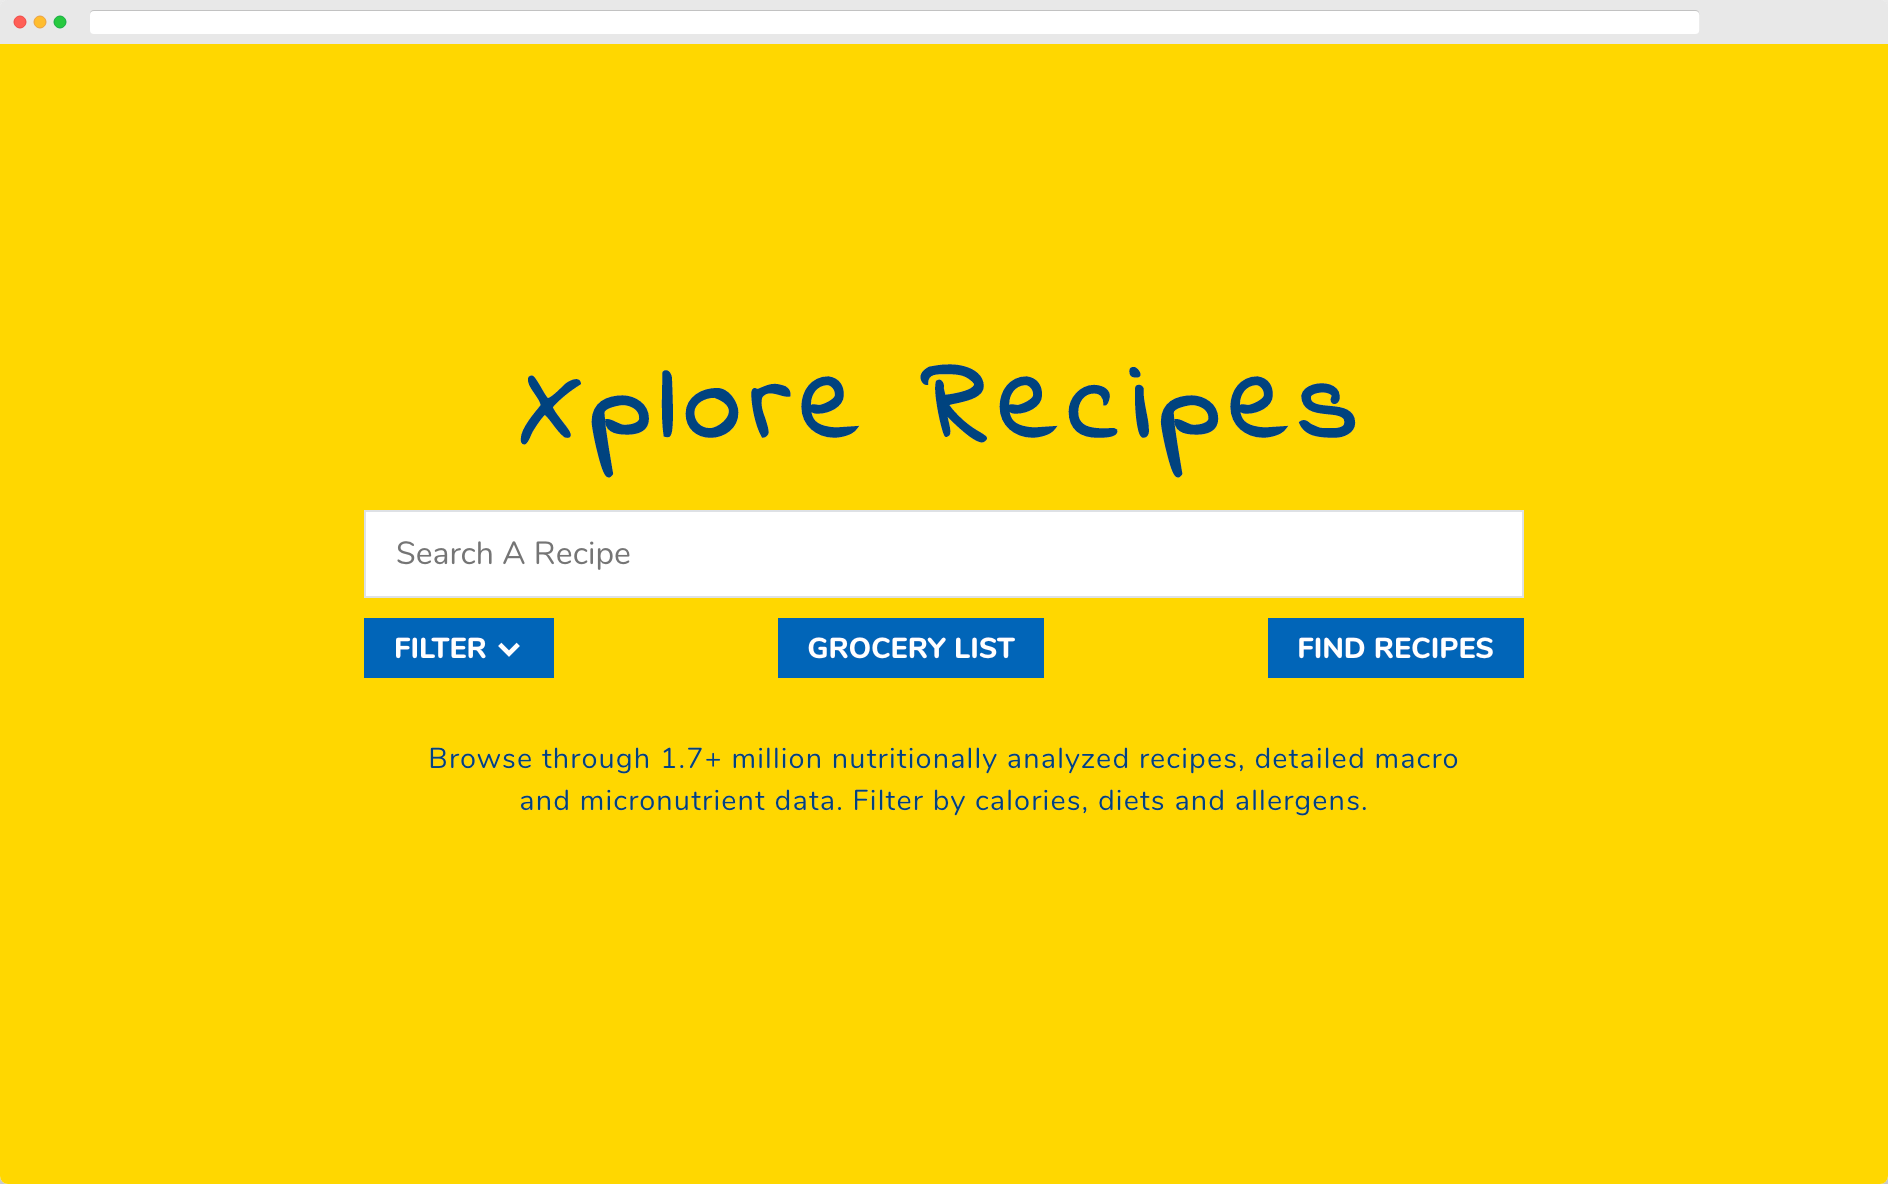 Xplore Recipes
Search A Recipe
FILTER
GROCERY LIST
FIND RECIPES
Browse through 1.7+ million nutritionally analyzed recipes, detailed macro
and micronutrient data. Filter by calories, diets and allergens.